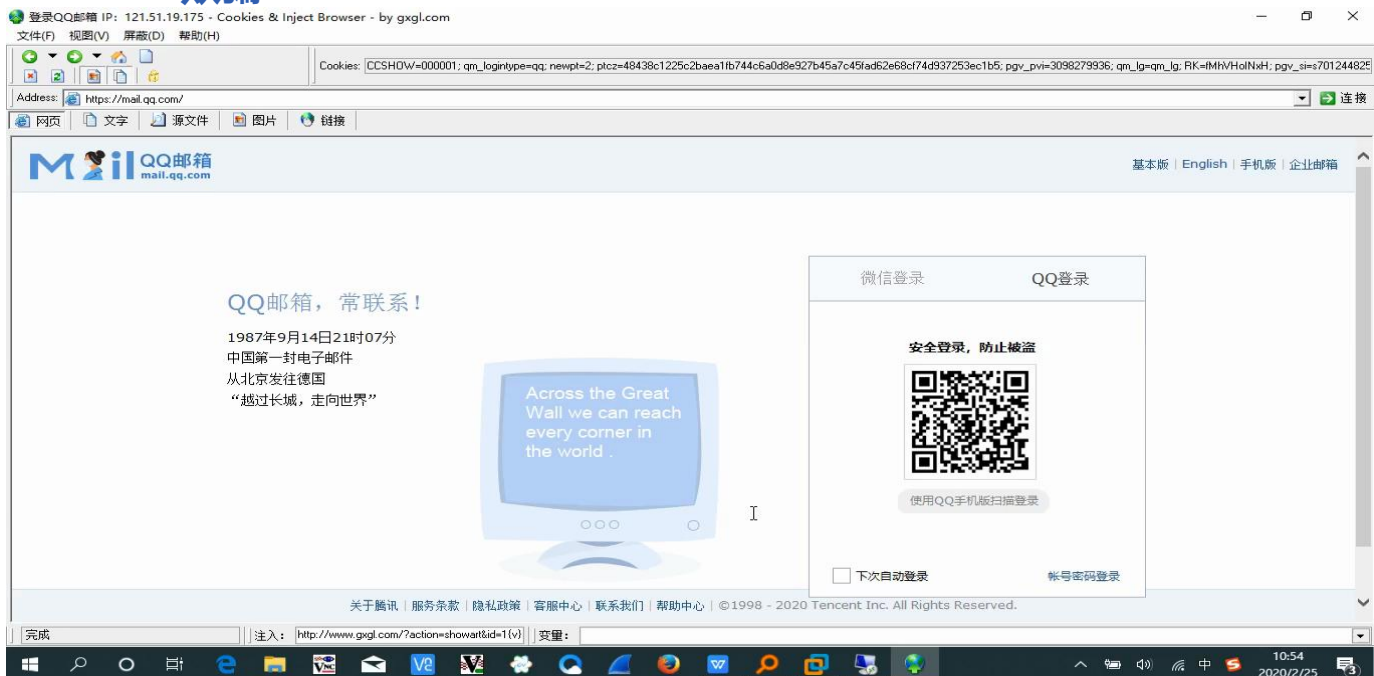 登录QQ邮箱 IP: 121.51.19.175 - Cookies & Inject Browser - by gxgl.com
文件(F) 视图(V) 屏蔽(D) 帮助(H)
Cookies: CCSHOW=000001; qm_logintype=qq; newpt=2; ptcz=48438c1225c2baea1fb744c6a0d8e927b45a7c45fad62e68cf74d937253ec1b5; pgv_pvi=3098279936; qm_lg=qm_lg; RK=fMhVHolNxH; pgv_si=s701244825
Address: https://mail.qq.com/ 连接
网页 文字 源文件 图片 链接
Mail QQ邮箱
mail.qq.com
基本版 | English | 手机版 | 企业邮箱
微信登录 QQ登录
QQ邮箱，常联系!
1987年9月14日21时07分
中国第一封电子邮件
从北京发往德国
“越过长城，走向世界”
Across the Great
Wall we can reach
every corner in
the world .
安全登录，防止被盗
使用QQ手机版扫描登录
下次自动登录 帐号密码登录
关于腾讯 | 服务条款 | 隐私政策 | 客服中心 | 联系我们 | 帮助中心 | ©1998 - 2020 Tencent Inc. All Rights Reserved.
完成 注入: http://www.gxgl.com/?action=showart&id=1{v} 变量:
中 10:54
2020/2/25